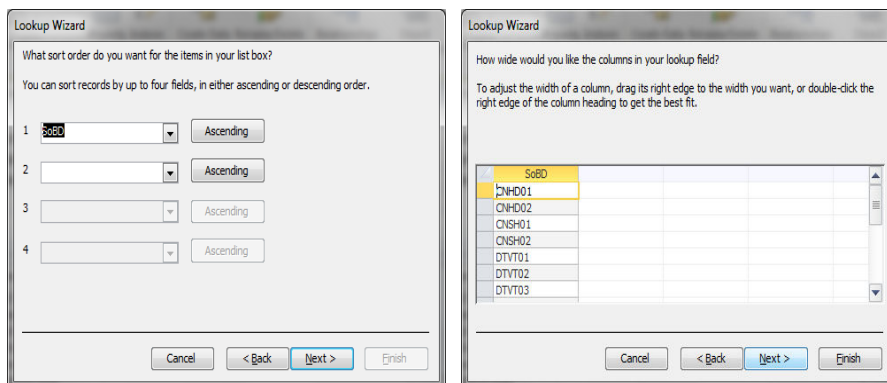 Lookup Wizard
What sort order do you want for the items in your list box?
You can sort records by up to four fields, in either ascending or descending order.
1 SoBD Ascending
2 Ascending
3 Ascending
4 Ascending
Cancel < Back Next > Finish
Lookup Wizard
How wide would you like the columns in your lookup field?
To adjust the width of a column, drag its right edge to the width you want, or double-click the
right edge of the column heading to get the best fit.
SoBD
CNHD01
CNHD02
CNSH01
CNSH02
DTVT01
DTVT02
DTVT03
Cancel < Back Next > Finish